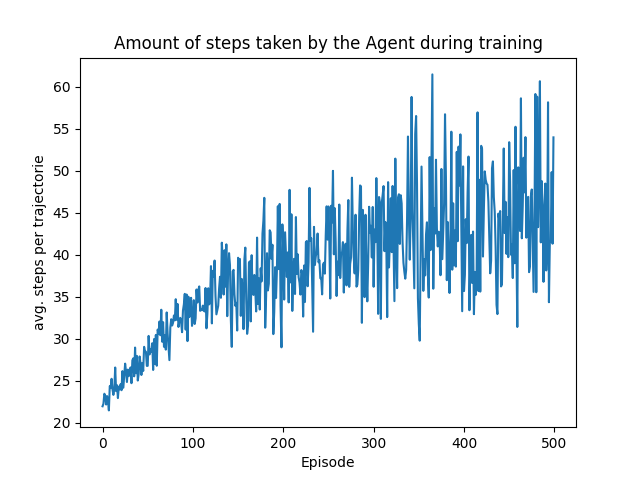 Amount of steps taken by the Agent during training
avg. steps per trajectorie
60
55
50
45
40
35
30
25
20
0 100 200 300 400 500
Episode